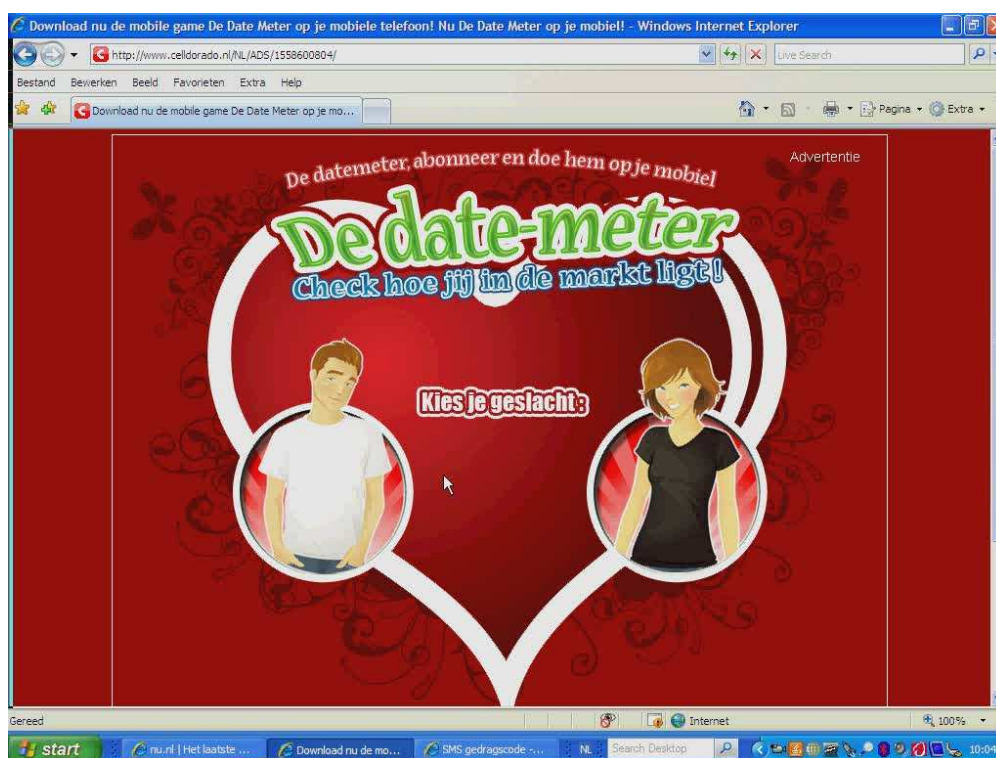 Download nu de mobile game De Date Meter op je mobiele telefoon! Nu De Date Meter op je mobiel! - Windows Internet Explorer
http://www.celldorado.nl/NL/ADS/1558600804/
Live Search
Bestand Bewerken Beeld Favorieten Extra Help
Download nu de mobile game De Date Meter op je mo...
Pagina
Extra
Advertentie
De datemeter, abonneer en doe hem op je mobiel
De date-meter
Check hoe jij in de markt ligt!
Kies je geslacht:
Gereed
Internet
100%
start
nu.nl | Het laatste ...
Download nu de mo...
SMS gedragscode -...
NL
Search Desktop
10:04